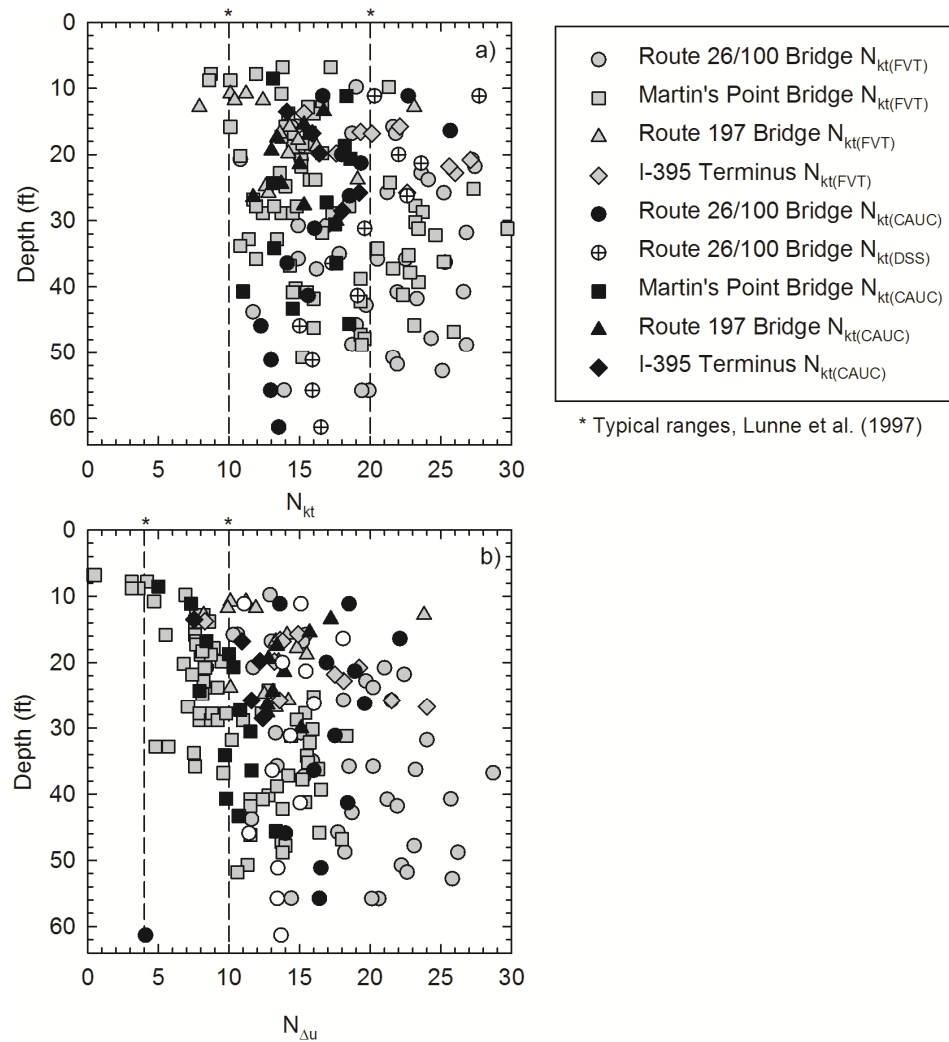 * *
0
10
20
30
40
50
60
Depth (ft)
a)
0 5 10 15 20 25 30
N_kt
Route 26/100 Bridge N_kt(FVT)
Martin's Point Bridge N_kt(FVT)
Route 197 Bridge N_kt(FVT)
I-395 Terminus N_kt(FVT)
Route 26/100 Bridge N_kt(CAUC)
Route 26/100 Bridge N_kt(DSS)
Martin's Point Bridge N_kt(CAUC)
Route 197 Bridge N_kt(CAUC)
I-395 Terminus N_kt(CAUC)
* Typical ranges, Lunne et al. (1997)
* *
0
10
20
30
40
50
60
Depth (ft)
b)
0 5 10 15 20 25 30
N_Δu